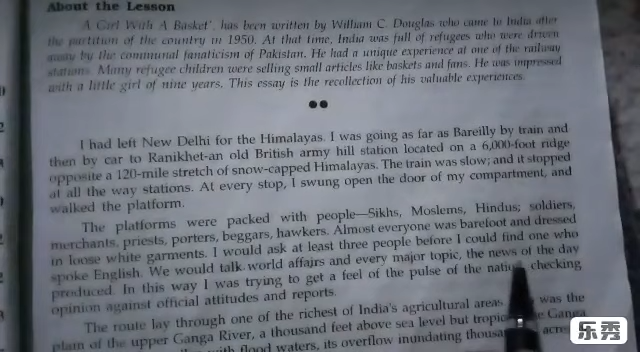 About the Lesson
'A Girl With A Basket', has been written by William C. Douglas who came to India after
the partition of the country in 1950. At that time, India was full of refugees who were driven
away by the communal fanaticism of Pakistan. He had a unique experience at one of the railway
stations. Many refugee children were selling small articles like baskets and fans. He was impressed
with a little girl of nine years. This essay is the recollection of his valuable experiences.
I had left New Delhi for the Himalayas. I was going as far as Bareilly by train and
then by car to Ranikhet-an old British army hill station located on a 6,000-foot ridge
opposite a 120-mile stretch of snow-capped Himalayas. The train was slow; and it stopped
at all the way stations. At every stop, I swung open the door of my compartment, and
walked the platform.
The platforms were packed with people—Sikhs, Moslems, Hindus; soldiers,
merchants, priests, porters, beggars, hawkers. Almost everyone was barefoot and dressed
in loose white garments. I would ask at least three people before I could find one who
spoke English. We would talk world affairs and every major topic, the news of the day
produced. In this way I was trying to get a feel of the pulse of the nation checking
opinion against official attitudes and reports.
The route lay through one of the richest of India's agricultural areas. was the
plain of the upper Ganga River, a thousand feet above sea level but Ganga
with flood waters, its overflow inundating acres
乐秀